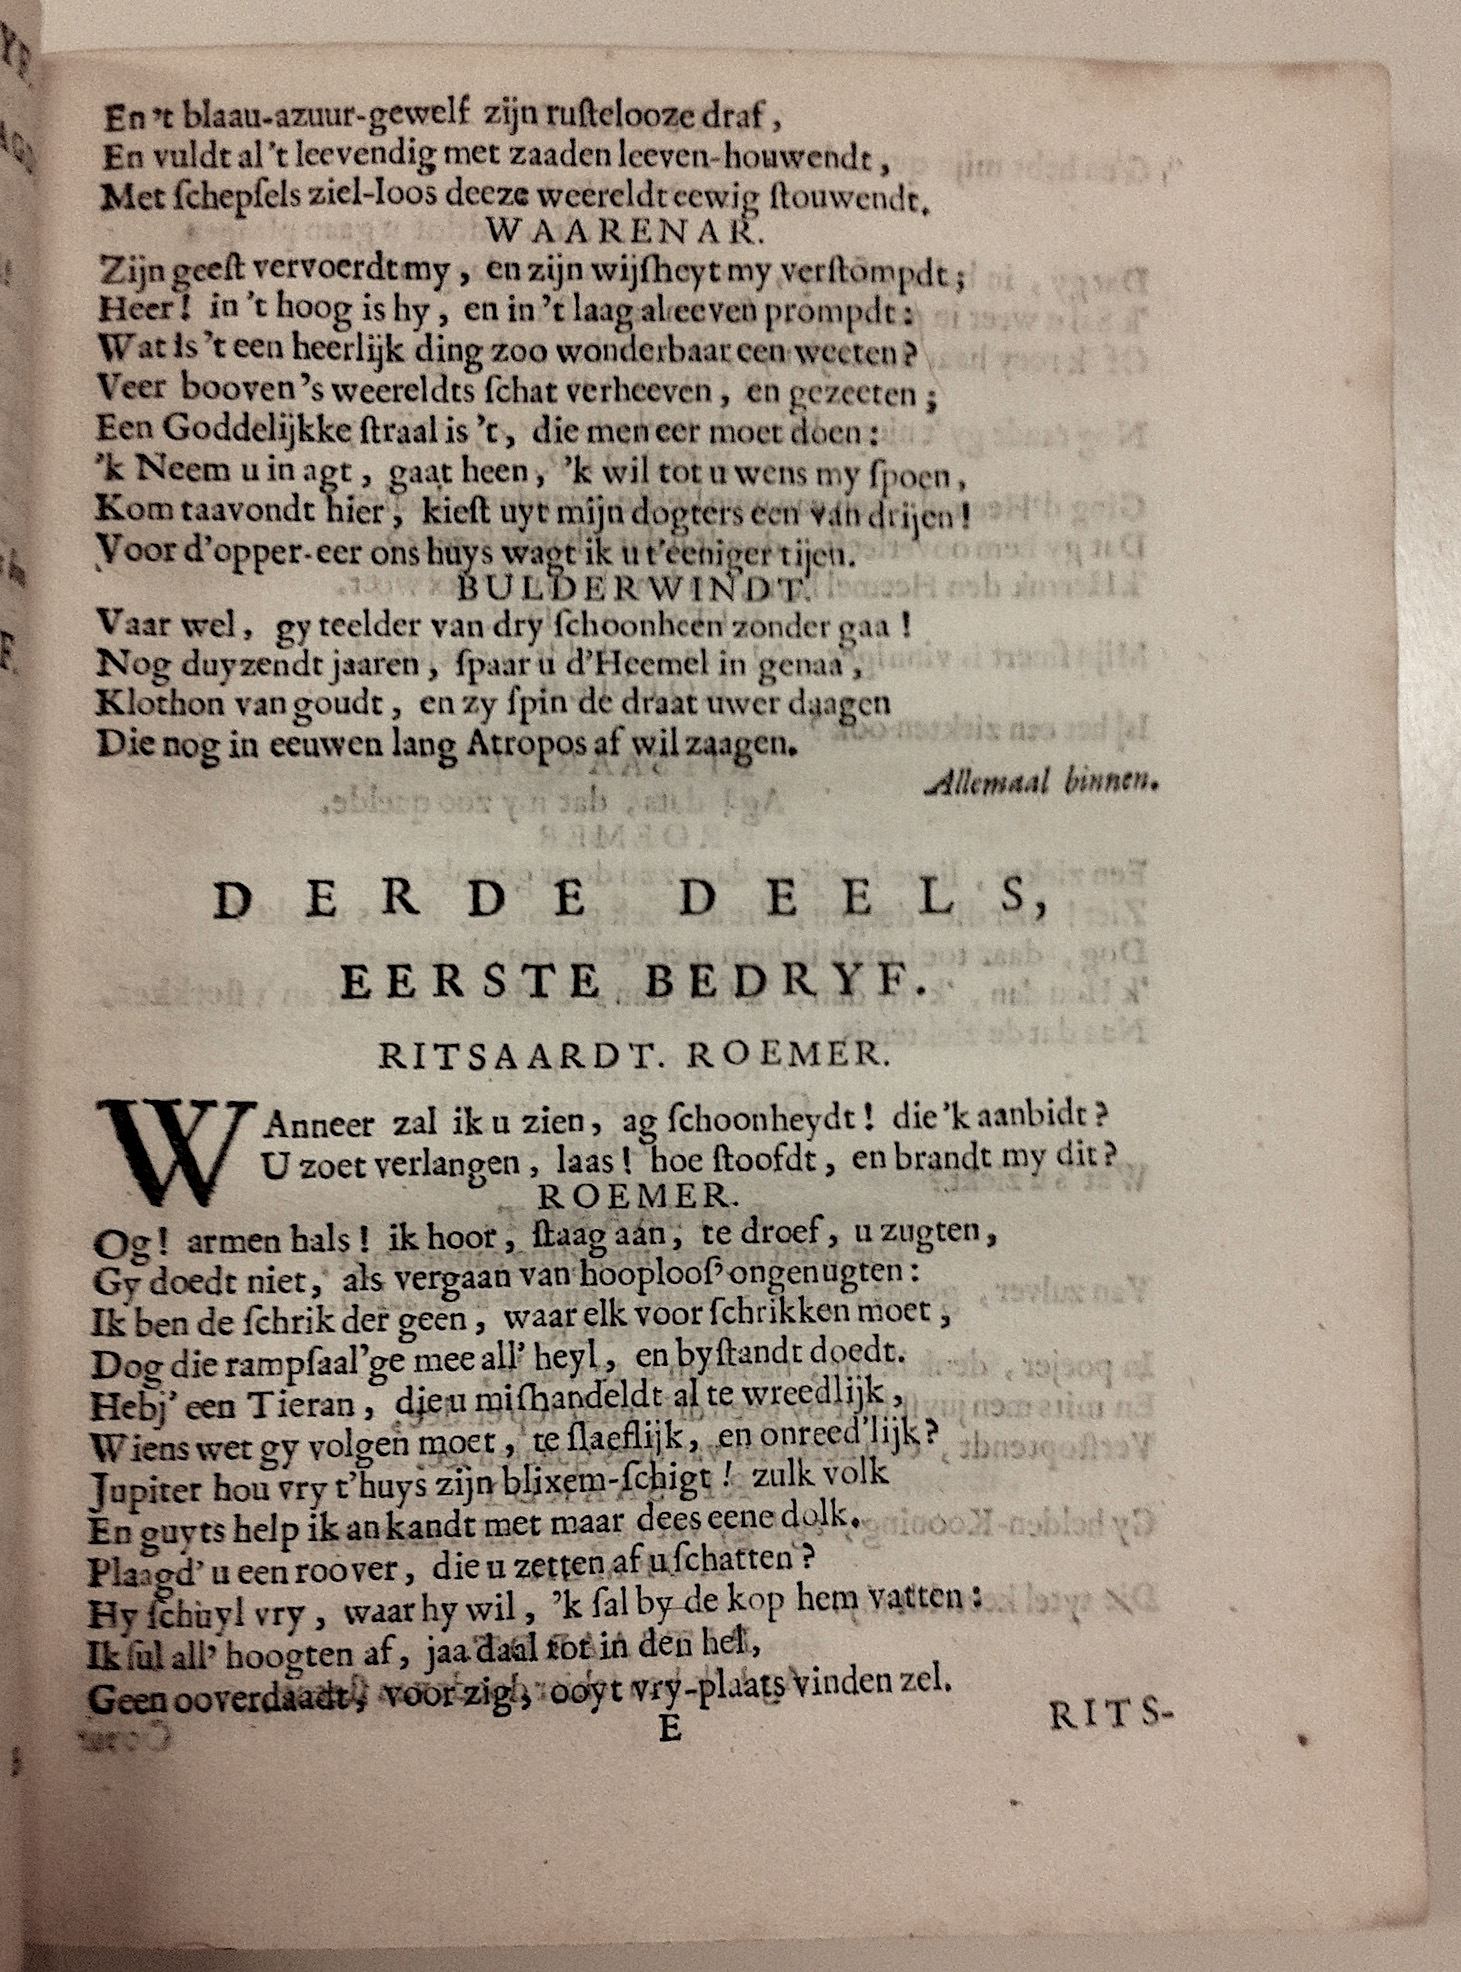 En 't blaau-azuur-gewelf zijn ruſtelooze draf,
En vuldt al 't leevendig met zaaden leeven-houwendt,
Met ſchepſels ziel-loos deeze weereldt eewig ſtouwendt.
WAARENAR.
Zijn geeſt vervoerdt my, en zijn wijſheyt my verſtompdt;
Heer! in 't hoog is hy, en in 't laag al eeven prompdt:
Wat is 't een heerlijk ding zoo wonderbaar een weeten?
Veer booven 's weereldts ſchat verheeven, en gezeeten;
Een Goddelijkke ſtraal is 't, die men eer moet doen:
'k Neem u in agt, gaat heen, 'k wil tot u wens my ſpoen,
Kom taavondt hier, kieſt uyt mijn dogters een van drijen!
Voor d'opper-eer ons huys wagt ik u t'eeniger tijen.
BULDERWINDT.
Vaar wel, gy teelder van dry ſchoonheen zonder gaa!
Nog duyzendt jaaren, ſpaar u d'Heemel in genaa,
Klothon van goudt, en zy ſpin de draat uwer daagen
Die nog in eeuwen lang Atropos af wil zaagen.
Allemaal binnen.
DERDE DEELS,
EERSTE BEDRYF.
RITSAARDT. ROEMER.
WAnneer zal ik u zien, ag ſchoonheydt! die 'k aanbidt?
U zoet verlangen, laas! hoe ſtoofdt, en brandt my dit?
ROEMER.
Og! armen hals! ik hoor, ſtaag aan, te droef, u zugten,
Gy doedt niet, als vergaan van hooplooſ' ongenugten:
Ik ben de ſchrik der geen, waar elk voor ſchrikken moet,
Dog die rampſaal'ge mee all' heyl, en byſtandt doedt.
Hebj' een Tieran, die u miſhandeldt al te wreedlijk,
Wiens wet gy volgen moet, te ſlaeflijk, en onreed'lijk?
Jupiter hou vry t'huys zijn blixem-ſchigt! zulk volk
En guyts help ik an kandt met maar dees eene dolk.
Plaagd' u een roover, die u zetten af u ſchatten?
Hy ſchuyl vry, waar hy wil, 'k ſal by de kop hem vatten:
Ik ſul all' hoogten af, jaa daal tot in den hel,
Geen ooverdaadt, voor zig, ooyt vry-plaats vinden zel.
E
RITS-